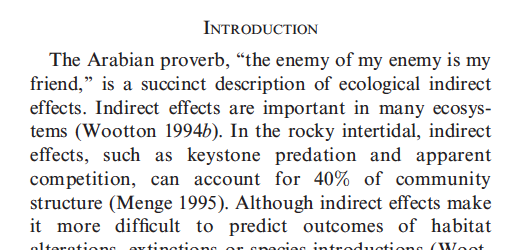 INTRODUCTION
The Arabian proverb, “the enemy of my enemy is my
friend,” is a succinct description of ecological indirect
effects. Indirect effects are important in many ecosys-
tems (Wootton 1994b). In the rocky intertidal, indirect
effects, such as keystone predation and apparent
competition, can account for 40% of community
structure (Menge 1995). Although indirect effects make
it more difficult to predict outcomes of habitat
alterations, extinctions or species introductions (Woot-